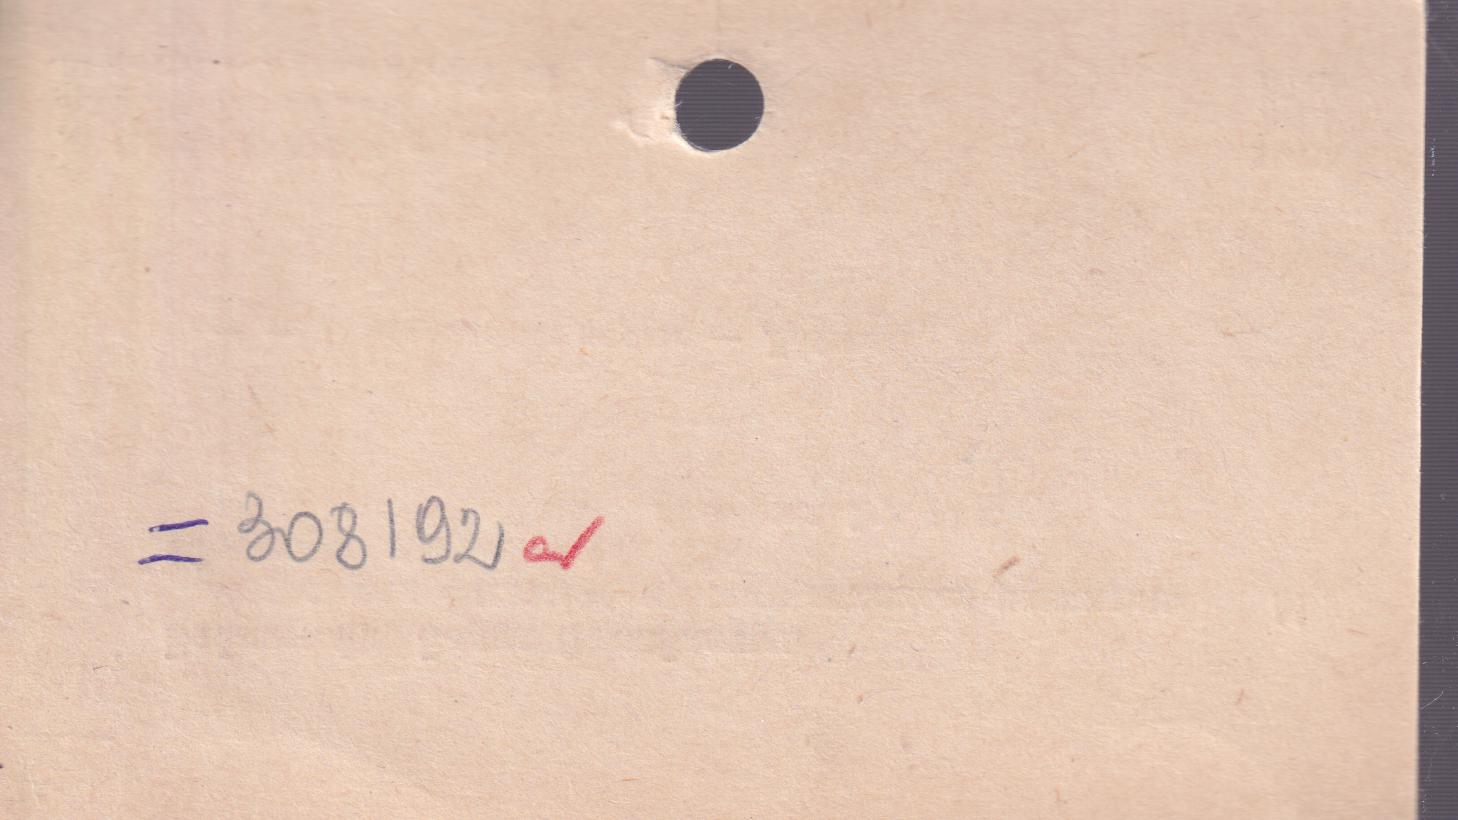 = 308192 a